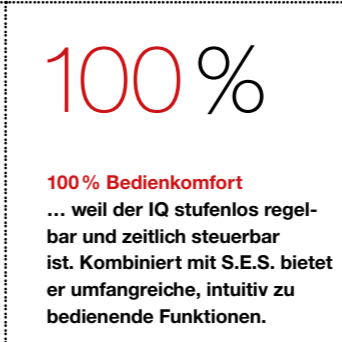 100 %
100 % Bedienkomfort
… weil der IQ stufenlos regel-
bar und zeitlich steuerbar
ist. Kombiniert mit S.E.S. bietet
er umfangreiche, intuitiv zu
bedienende Funktionen.